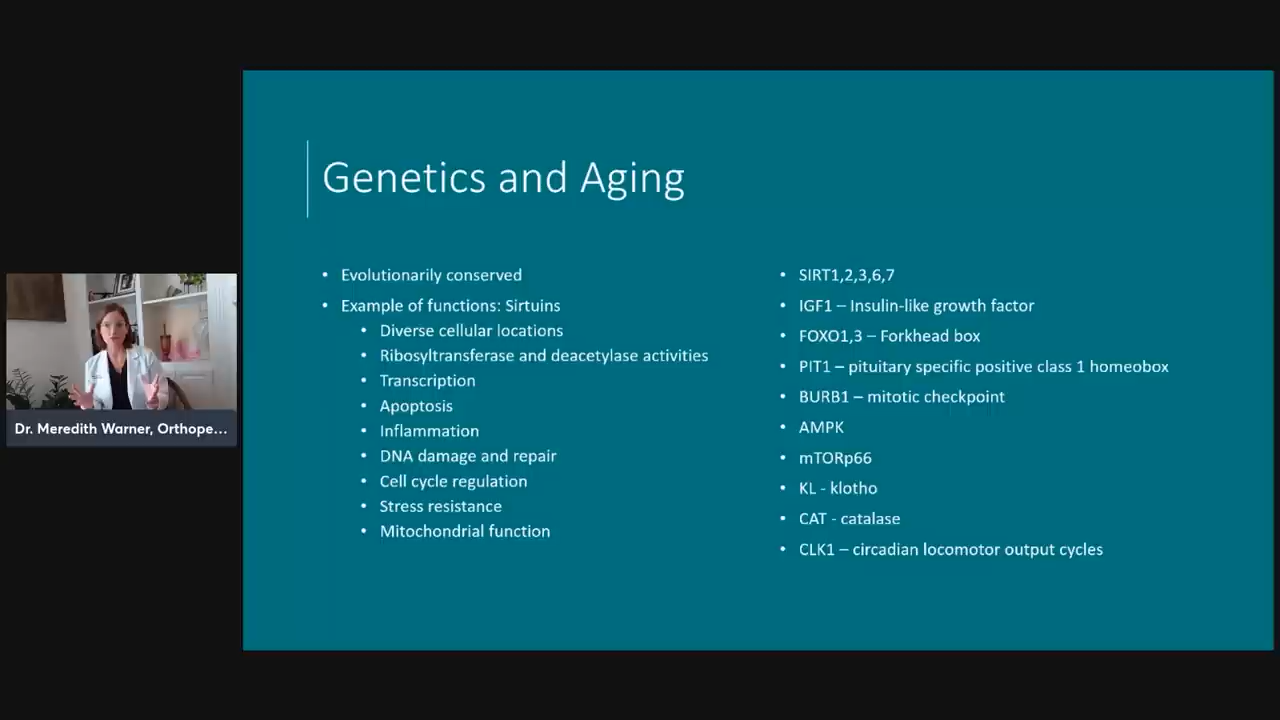 Genetics and Aging
• Evolutionarily conserved
• Example of functions: Sirtuins
• Diverse cellular locations
• Ribosyltransferase and deacetylase activities
• Transcription
• Apoptosis
• Inflammation
• DNA damage and repair
• Cell cycle regulation
• Stress resistance
• Mitochondrial function
• SIRT1,2,3,6,7
• IGF1 – Insulin-like growth factor
• FOXO1,3 – Forkhead box
• PIT1 – pituitary specific positive class 1 homeobox
• BURB1 – mitotic checkpoint
• AMPK
• mTORp66
• KL - klotho
• CAT - catalase
• CLK1 – circadian locomotor output cycles
Dr. Meredith Warner, Orthope...